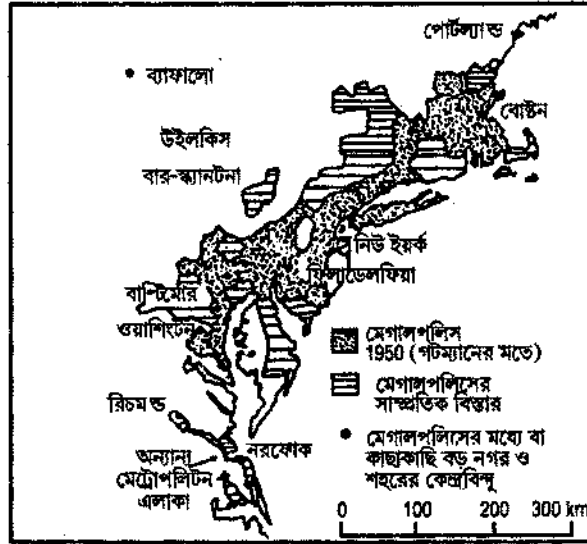 পোর্টল্যান্ড
ব্যাফালো
বোষ্টন
উইলকিস
বার-স্ক্যানটনা
নিউ ইয়র্ক
ফিলাডেলফিয়া
বাল্টিমোর
ওয়াশিংটন
মেগালপলিস
1950 (গটম্যানের মতে)
মেগালপলিসের
সাম্প্রতিক বিস্তার
রিচমন্ড
মেগালপলিসের মধ্যে বা
কাছাকাছি বড় নগর ও
শহরের কেন্দ্রবিন্দু
নরফোক
অন্যান্য
মেট্রোপলিটন
এলাকা
0 100 200 300 km